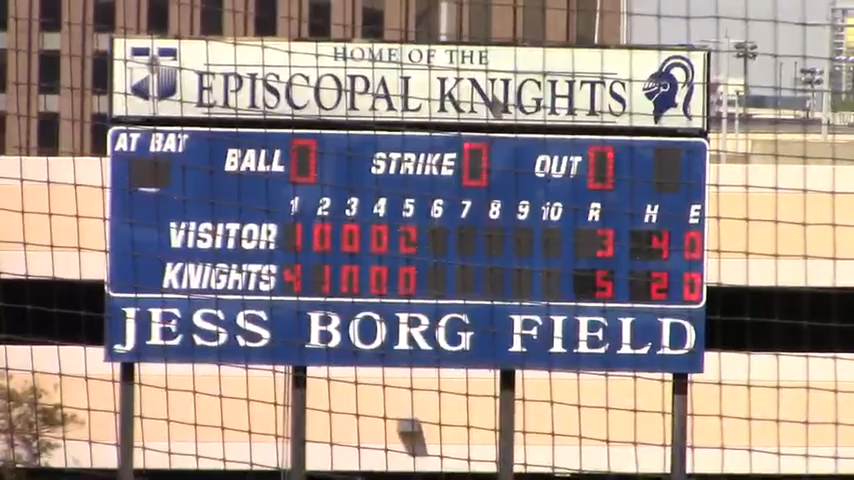 HOME OF THE
EPISCOPAL KNIGHTS
AT BAT
BALL 0 STRIKE 0 OUT 0
1 2 3 4 5 6 7 8 9 10 R H E
VISITOR 1 0 0 0 2 3 4 0
KNIGHTS 4 1 0 0 0 5 2 0
JESS BORG FIELD